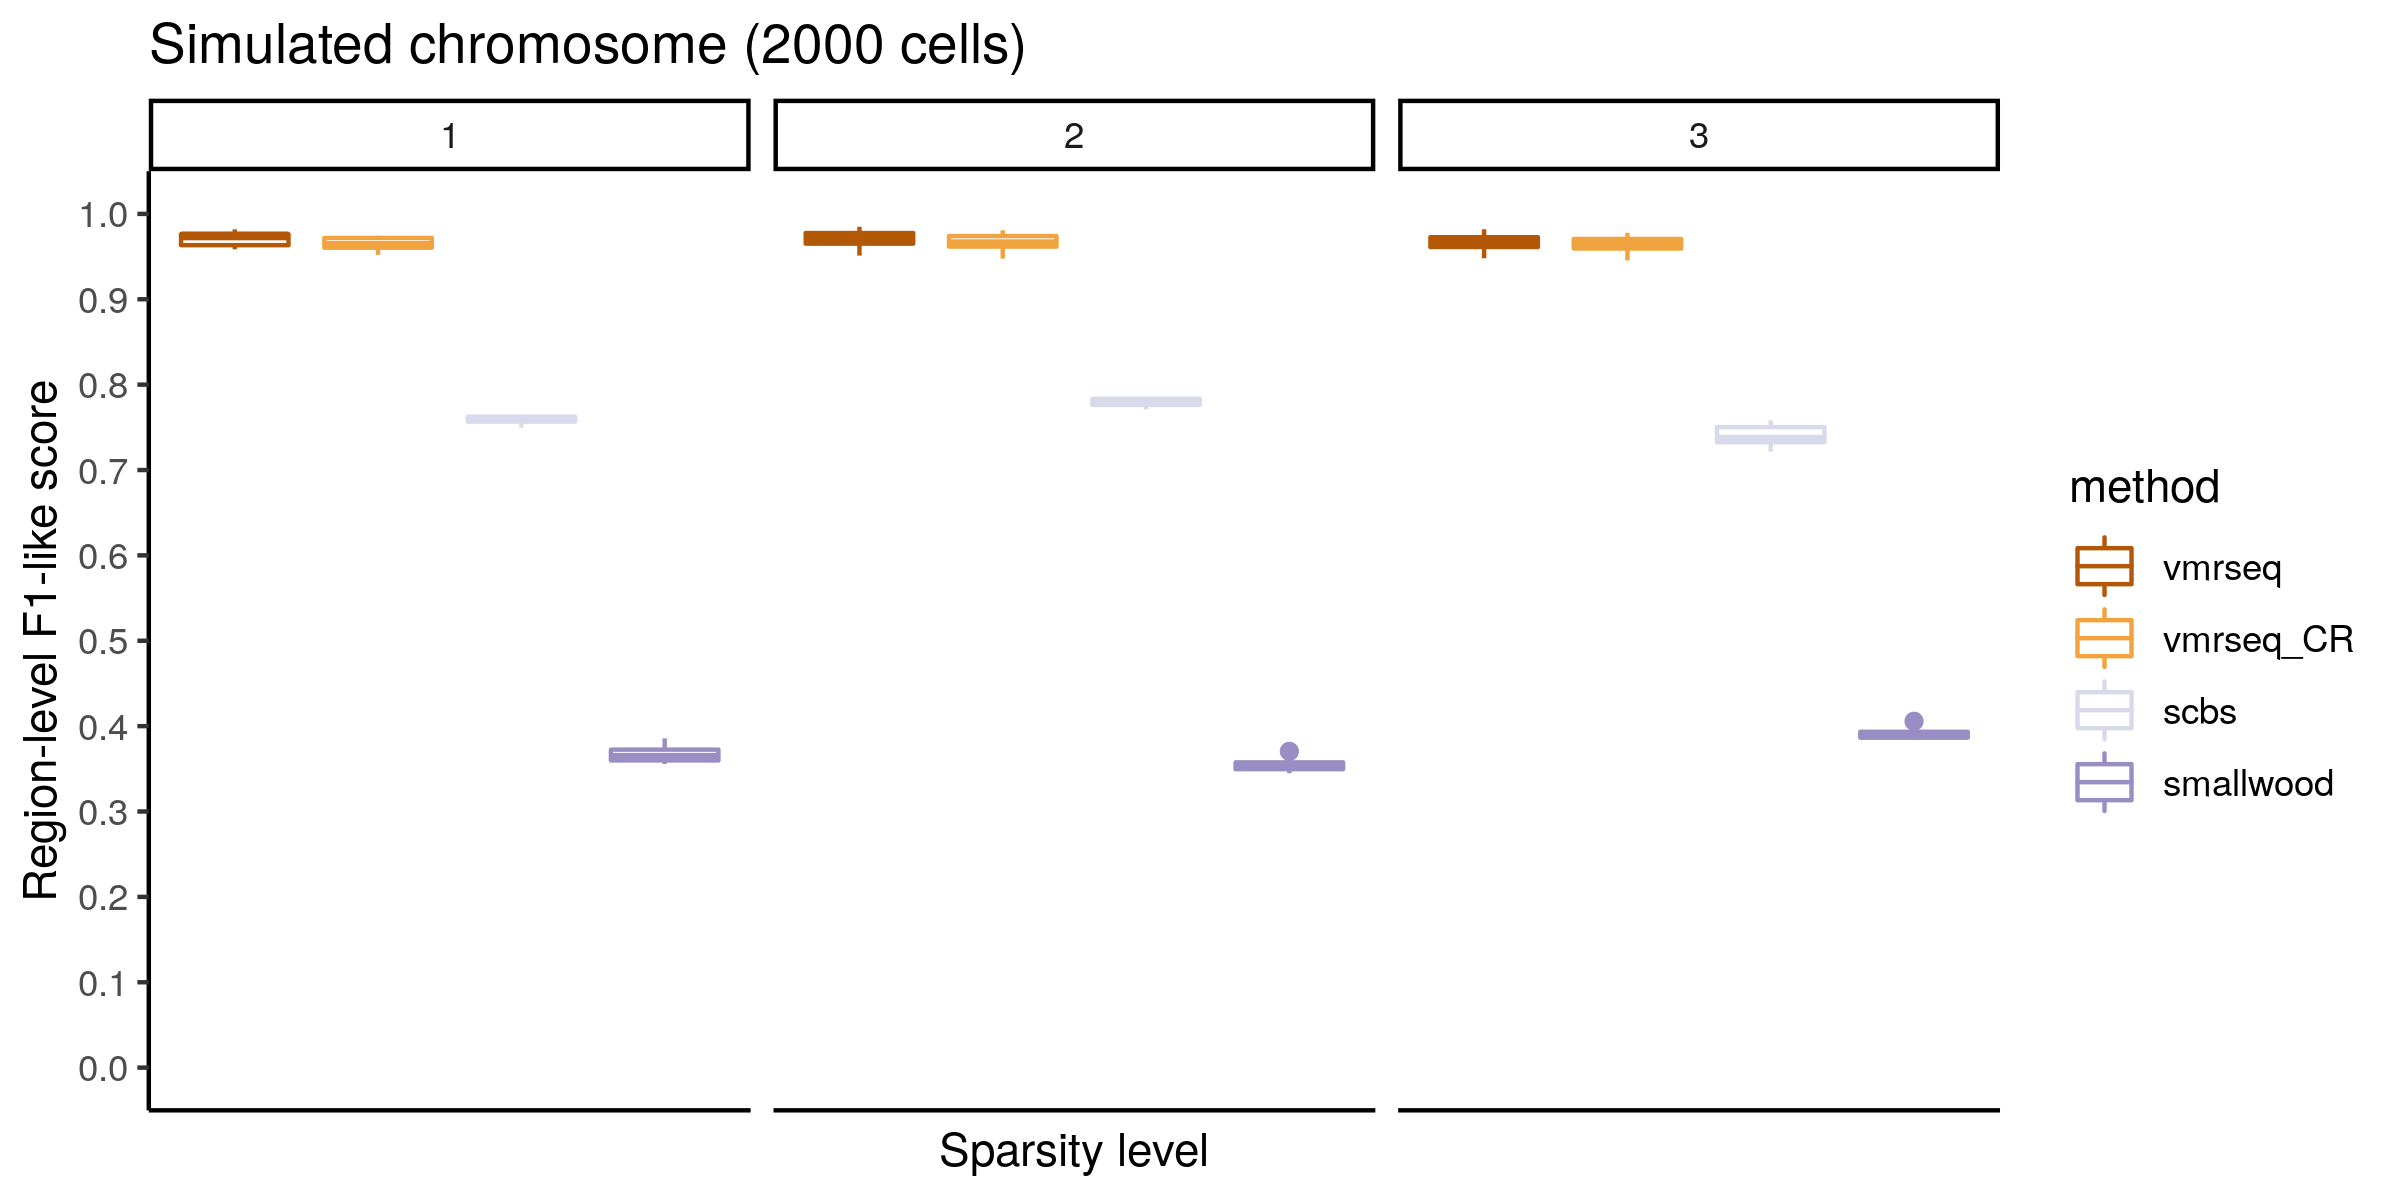 Simulated chromosome (2000 cells)
1
2
3
1.0
0.9
0.8
0.7
0.6
0.5
0.4
0.3
0.2
0.1
0.0
Region-level F1-like score
Sparsity level
method
vmrseq
vmrseq_CR
scbs
smallwood